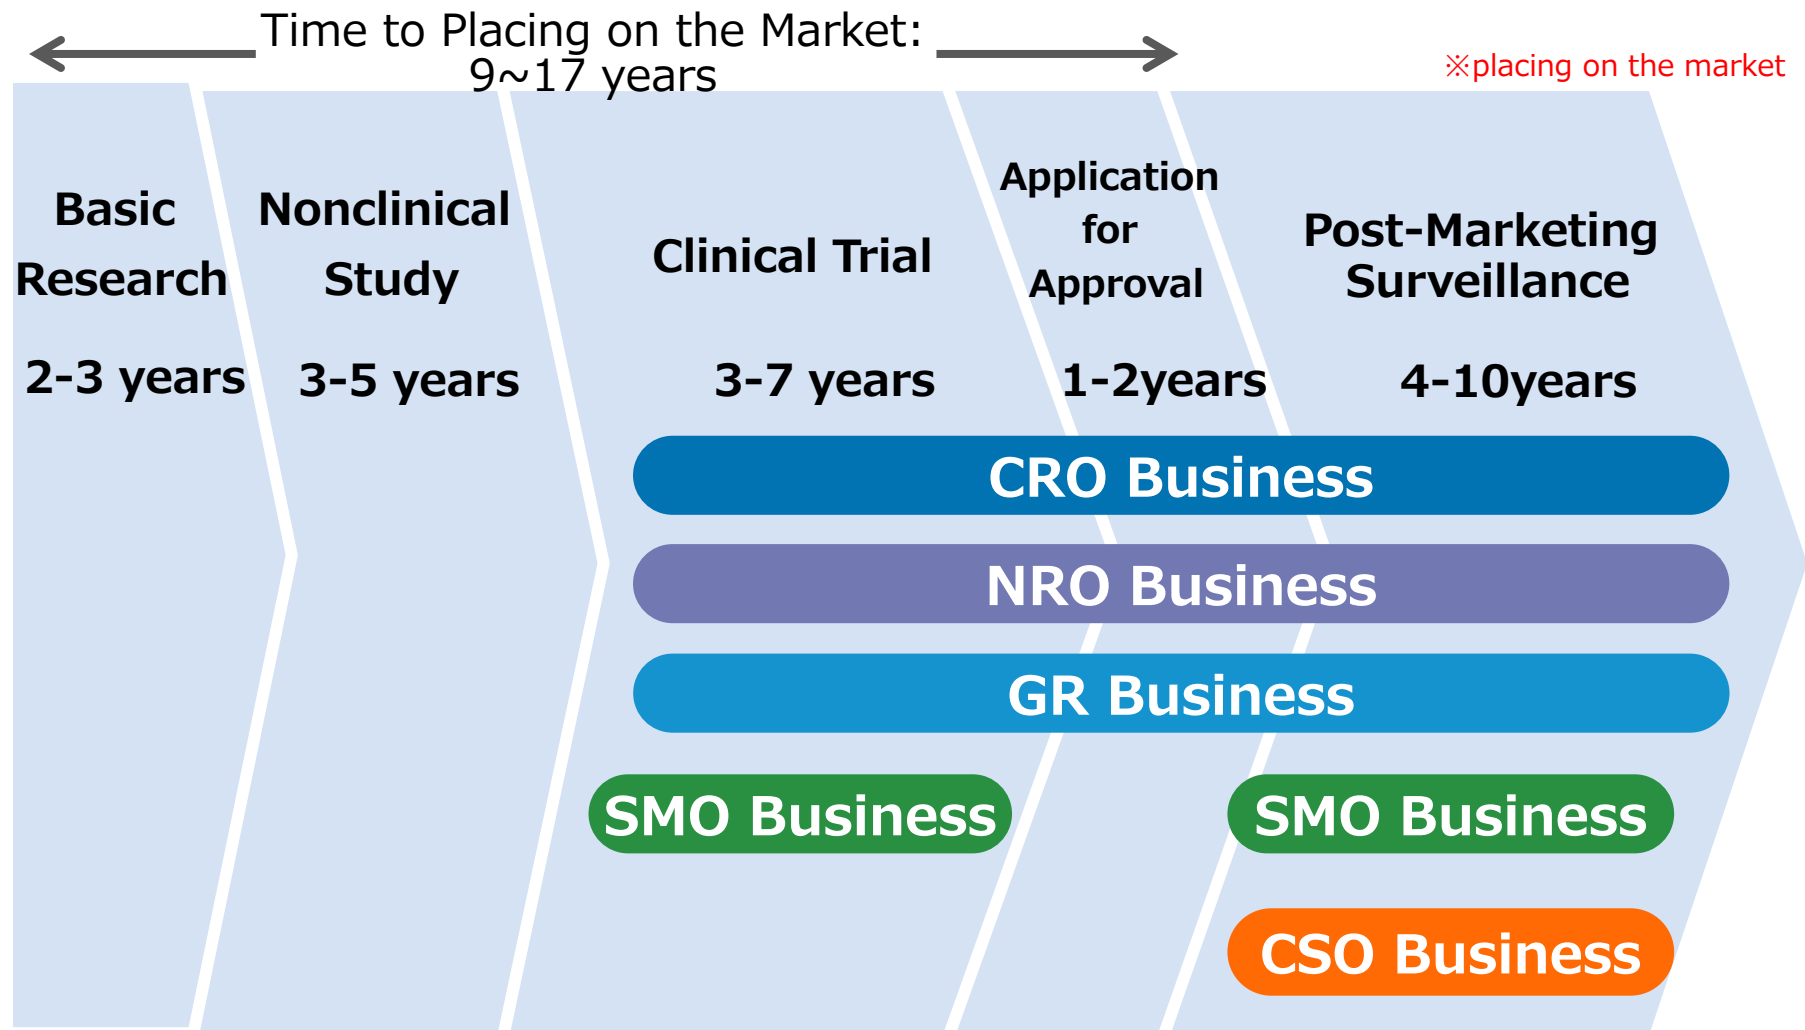 Time to Placing on the Market:
9~17 years
※placing on the market
Basic
Research
2-3 years
Nonclinical
Study
3-5 years
Clinical Trial
3-7 years
Application
for
Approval
1-2years
Post-Marketing
Surveillance
4-10years
CRO Business
NRO Business
GR Business
SMO Business
SMO Business
CSO Business